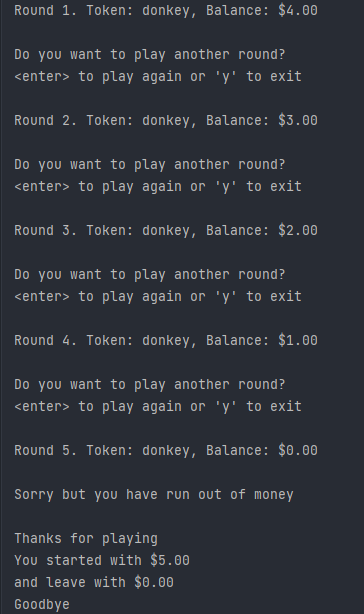 Round 1. Token: donkey, Balance: $4.00
Do you want to play another round?
<enter> to play again or 'y' to exit
Round 2. Token: donkey, Balance: $3.00
Do you want to play another round?
<enter> to play again or 'y' to exit
Round 3. Token: donkey, Balance: $2.00
Do you want to play another round?
<enter> to play again or 'y' to exit
Round 4. Token: donkey, Balance: $1.00
Do you want to play another round?
<enter> to play again or 'y' to exit
Round 5. Token: donkey, Balance: $0.00
Sorry but you have run out of money
Thanks for playing
You started with $5.00
and leave with $0.00
Goodbye